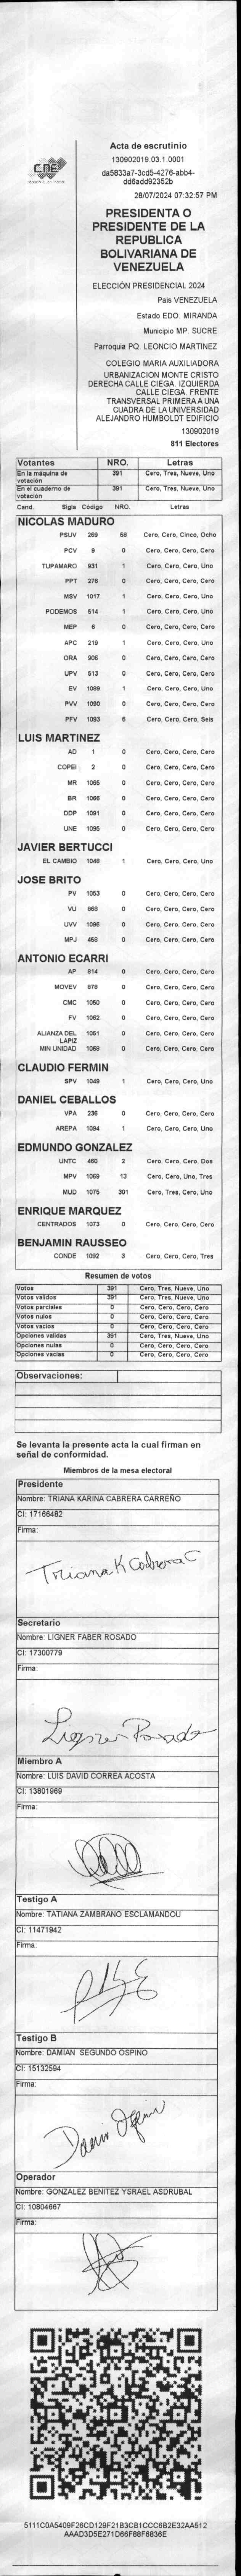 CNE
Acta de escrutinio
130902019.03.1.0001
da5833a7-3cd5-4276-abb4-
dd6add92352b
28/07/2024 07:32:57 PM
PRESIDENTA O
PRESIDENTE DE LA
REPUBLICA
BOLIVARIANA DE
VENEZUELA
ELECCIÓN PRESIDENCIAL 2024
Pais VENEZUELA
Estado EDO. MIRANDA
Municipio MP. SUCRE
Parroquia PQ. LEONCIO MARTINEZ
COLEGIO MARIA AUXILIADORA
URBANIZACION MONTE CRISTO
DERECHA CALLE CIEGA. IZQUIERDA
CALLE CIEGA. FRENTE
TRANSVERSAL PRIMERA A UNA
CUADRA DE LA UNIVERSIDAD
ALEJANDRO HUMBOLDT EDIFICIO
130902019
811 Electores
Votantes NRO. Letras
En la máquina de votación 391 Cero, Tres, Nueve, Uno
En el cuaderno de votación 391 Cero, Tres, Nueve, Uno
Cand. Sigla Código NRO. Letras
NICOLAS MADURO
PSUV 269 58 Cero, Cero, Cinco, Ocho
PCV 9 0 Cero, Cero, Cero, Cero
TUPAMARO 931 1 Cero, Cero, Cero, Uno
PPT 276 0 Cero, Cero, Cero, Cero
MSV 1017 1 Cero, Cero, Cero, Uno
PODEMOS 514 1 Cero, Cero, Cero, Uno
MEP 6 0 Cero, Cero, Cero, Cero
APC 219 1 Cero, Cero, Cero, Uno
ORA 906 0 Cero, Cero, Cero, Cero
UPV 513 0 Cero, Cero, Cero, Cero
EV 1099 1 Cero, Cero, Cero, Uno
PVV 1090 0 Cero, Cero, Cero, Cero
PFV 1093 6 Cero, Cero, Cero, Seis
LUIS MARTINEZ
AD 1 0 Cero, Cero, Cero, Cero
COPEI 2 0 Cero, Cero, Cero, Cero
MR 1065 0 Cero, Cero, Cero, Cero
BR 1066 0 Cero, Cero, Cero, Cero
DDP 1091 0 Cero, Cero, Cero, Cero
UNE 1095 0 Cero, Cero, Cero, Cero
JAVIER BERTUCCI
EL CAMBIO 1048 1 Cero, Cero, Cero, Uno
JOSE BRITO
PV 1053 0 Cero, Cero, Cero, Cero
VU 868 0 Cero, Cero, Cero, Cero
UVV 1096 0 Cero, Cero, Cero, Cero
MPJ 458 0 Cero, Cero, Cero, Cero
ANTONIO ECARRI
AP 814 0 Cero, Cero, Cero, Cero
MOVEV 678 0 Cero, Cero, Cero, Cero
CMC 1050 0 Cero, Cero, Cero, Cero
FV 1062 0 Cero, Cero, Cero, Cero
ALIANZA DEL LAPIZ 1051 0 Cero, Cero, Cero, Cero
MIN UNIDAD 1068 0 Cero, Cero, Cero, Cero
CLAUDIO FERMIN
SPV 1049 1 Cero, Cero, Cero, Uno
DANIEL CEBALLOS
VPA 236 0 Cero, Cero, Cero, Cero
AREPA 1094 1 Cero, Cero, Cero, Uno
EDMUNDO GONZALEZ
UNTC 460 2 Cero, Cero, Cero, Dos
MPV 1069 13 Cero, Cero, Uno, Tres
MUD 1075 301 Cero, Tres, Cero, Uno
ENRIQUE MARQUEZ
CENTRADOS 1073 0 Cero, Cero, Cero, Cero
BENJAMIN RAUSSEO
CONDE 1092 3 Cero, Cero, Cero, Tres
Resumen de votos
Votos 391 Cero, Tres, Nueve, Uno
Votos validos 391 Cero, Tres, Nueve, Uno
Votos parciales 0 Cero, Cero, Cero, Cero
Votos nulos 0 Cero, Cero, Cero, Cero
Votos vacios 0 Cero, Cero, Cero, Cero
Opciones validas 391 Cero, Tres, Nueve, Uno
Opciones nulas 0 Cero, Cero, Cero, Cero
Opciones vacias 0 Cero, Cero, Cero, Cero
Observaciones:
Se levanta la presente acta la cual firman en
señal de conformidad.
Miembros de la mesa electoral
Presidente
Nombre: TRIANA KARINA CABRERA CARREÑO
CI: 17166482
Firma:
Triana K Cabrera C
Secretario
Nombre: LIGNER FABER ROSADO
CI: 17300779
Firma:
Ligner Rosado
Miembro A
Nombre: LUIS DAVID CORREA ACOSTA
CI: 13801969
Firma:
Testigo A
Nombre: TATIANA ZAMBRANO ESCLAMANDOU
CI: 11471942
Firma:
Testigo B
Nombre: DAMIAN SEGUNDO OSPINO
CI: 15132594
Firma:
Operador
Nombre: GONZALEZ BENITEZ YSRAEL ASDRUBAL
CI: 10804667
Firma:
5111C0A5409F26CD129F21B3CB1CCC6B2E32AA512
AAAD3D5E271D66F88F6836E